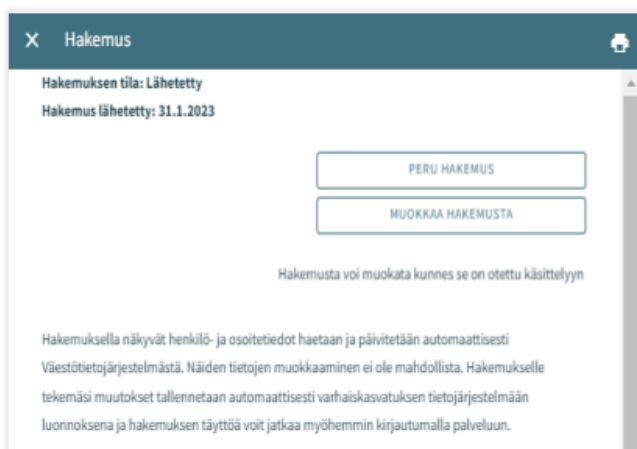 X Hakemus
Hakemuksen tila: Lähetetty
Hakemus lähetetty: 31.1.2023
PERU HAKEMUS
MUOKKAA HAKEMUSTA
Hakemusta voi muokata kunnes se on otettu käsittelyyn
Hakemuksella näkyvät henkilö- ja osoitetiedot haetaan ja päivitetään automaattisesti
Väestötietojärjestelmästä. Näiden tietojen muokkaaminen ei ole mahdollista. Hakemukselle
tekemäsi muutokset tallennetaan automaattisesti varhaiskasvatuksen tietojärjestelmään
luonnoksena ja hakemuksen täyttöä voit jatkaa myöhemmin kirjautumalla palveluun.